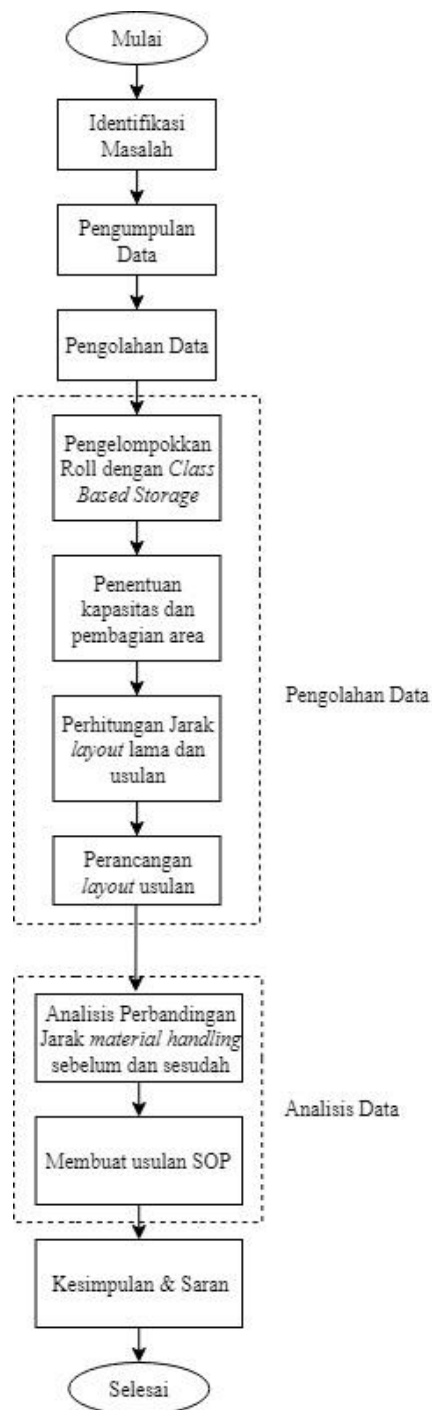 Mulai
Identifikasi
Masalah
Pengumpulan
Data
Pengolahan Data
Pengelompokkan
Roll dengan Class
Based Storage
Penentuan
kapasitas dan
pembagian area
Pengolahan Data
Perhitungan Jarak
layout lama dan
usulan
Perancangan
layout usulan
Analisis Perbandingan
Jarak material handling
sebelum dan sesudah
Analisis Data
Membuat usulan SOP
Kesimpulan & Saran
Selesai